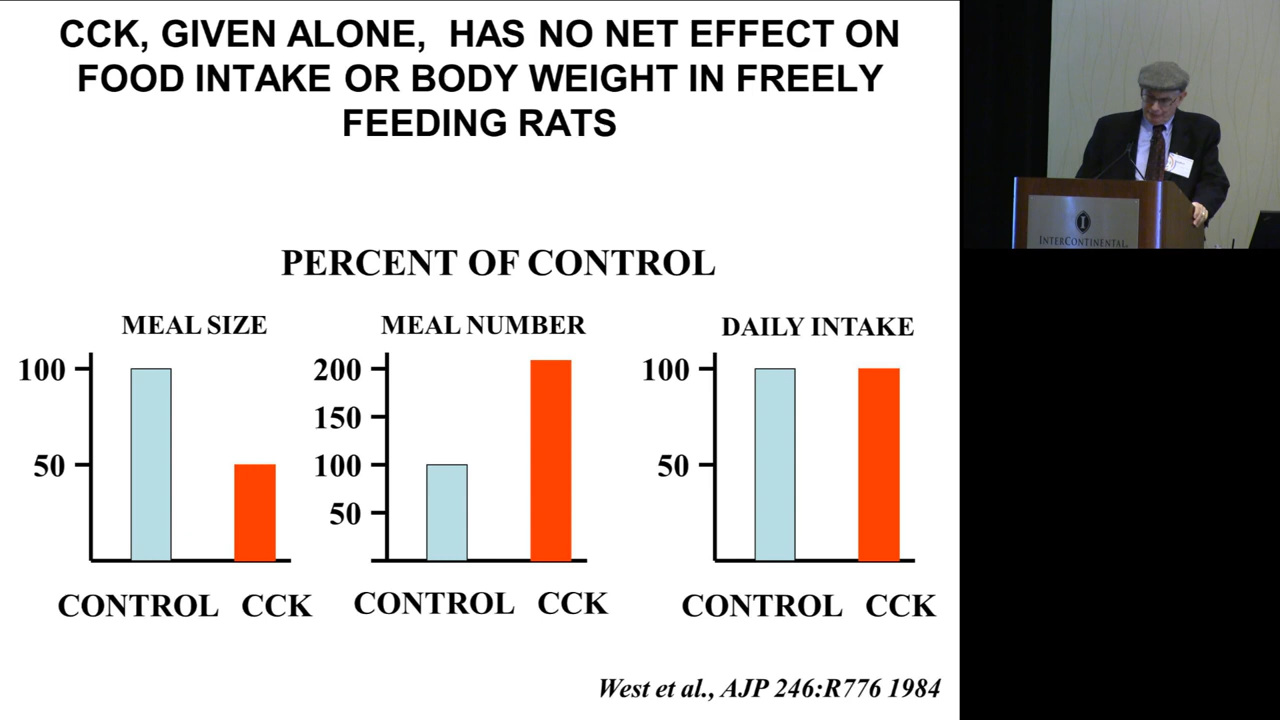 CCK, GIVEN ALONE, HAS NO NET EFFECT ON
FOOD INTAKE OR BODY WEIGHT IN FREELY
FEEDING RATS
PERCENT OF CONTROL
MEAL SIZE
100
50
CONTROL CCK
MEAL NUMBER
200
150
100
50
CONTROL CCK
DAILY INTAKE
100
50
CONTROL CCK
West et al., AJP 246:R776 1984
I
INTERCONTINENTAL